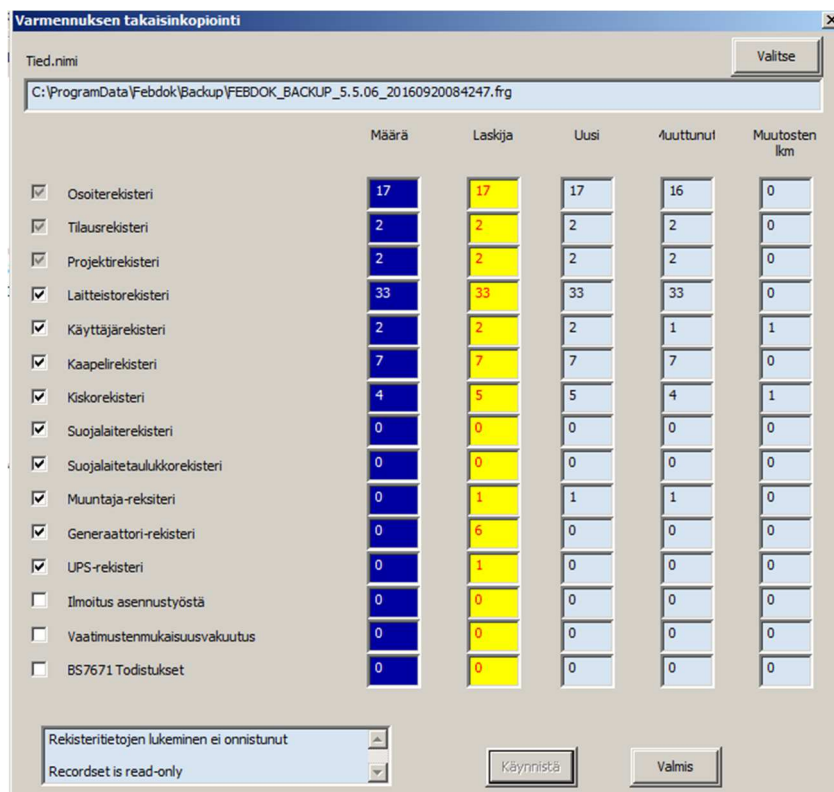 Varmennuksen takaisinkopiointi
Tied.nimi Valitse
C:\ProgramData\Febdok\Backup\FEBDOK_BACKUP_5.5.06_20160920084247.frg
Määrä Laskija Uusi Muuttunut Muutosten
lkm
Osoiterekisteri 17 17 17 16 0
Tilausrekisteri 2 2 2 2 0
Projektirekisteri 2 2 2 2 0
Laitteistorekisteri 33 33 33 33 0
Käyttäjärekisteri 2 2 2 1 1
Kaapelirekisteri 7 7 7 7 0
Kiskorekisteri 4 5 5 4 1
Suojalaiterekisteri 0 0 0 0 0
Suojalaitetaulukkorekisteri 0 0 0 0 0
Muuntaja-reksiteri 0 1 1 1 0
Generaattori-rekisteri 0 6 0 0 0
UPS-rekisteri 0 1 0 0 0
Ilmoitus asennustyöstä 0 0 0 0 0
Vaatimustenmukaisuusvakuutus 0 0 0 0 0
BS7671 Todistukset 0 0 0 0 0
Rekisteritietojen lukeminen ei onnistunut
Recordset is read-only
Käynnistä Valmis